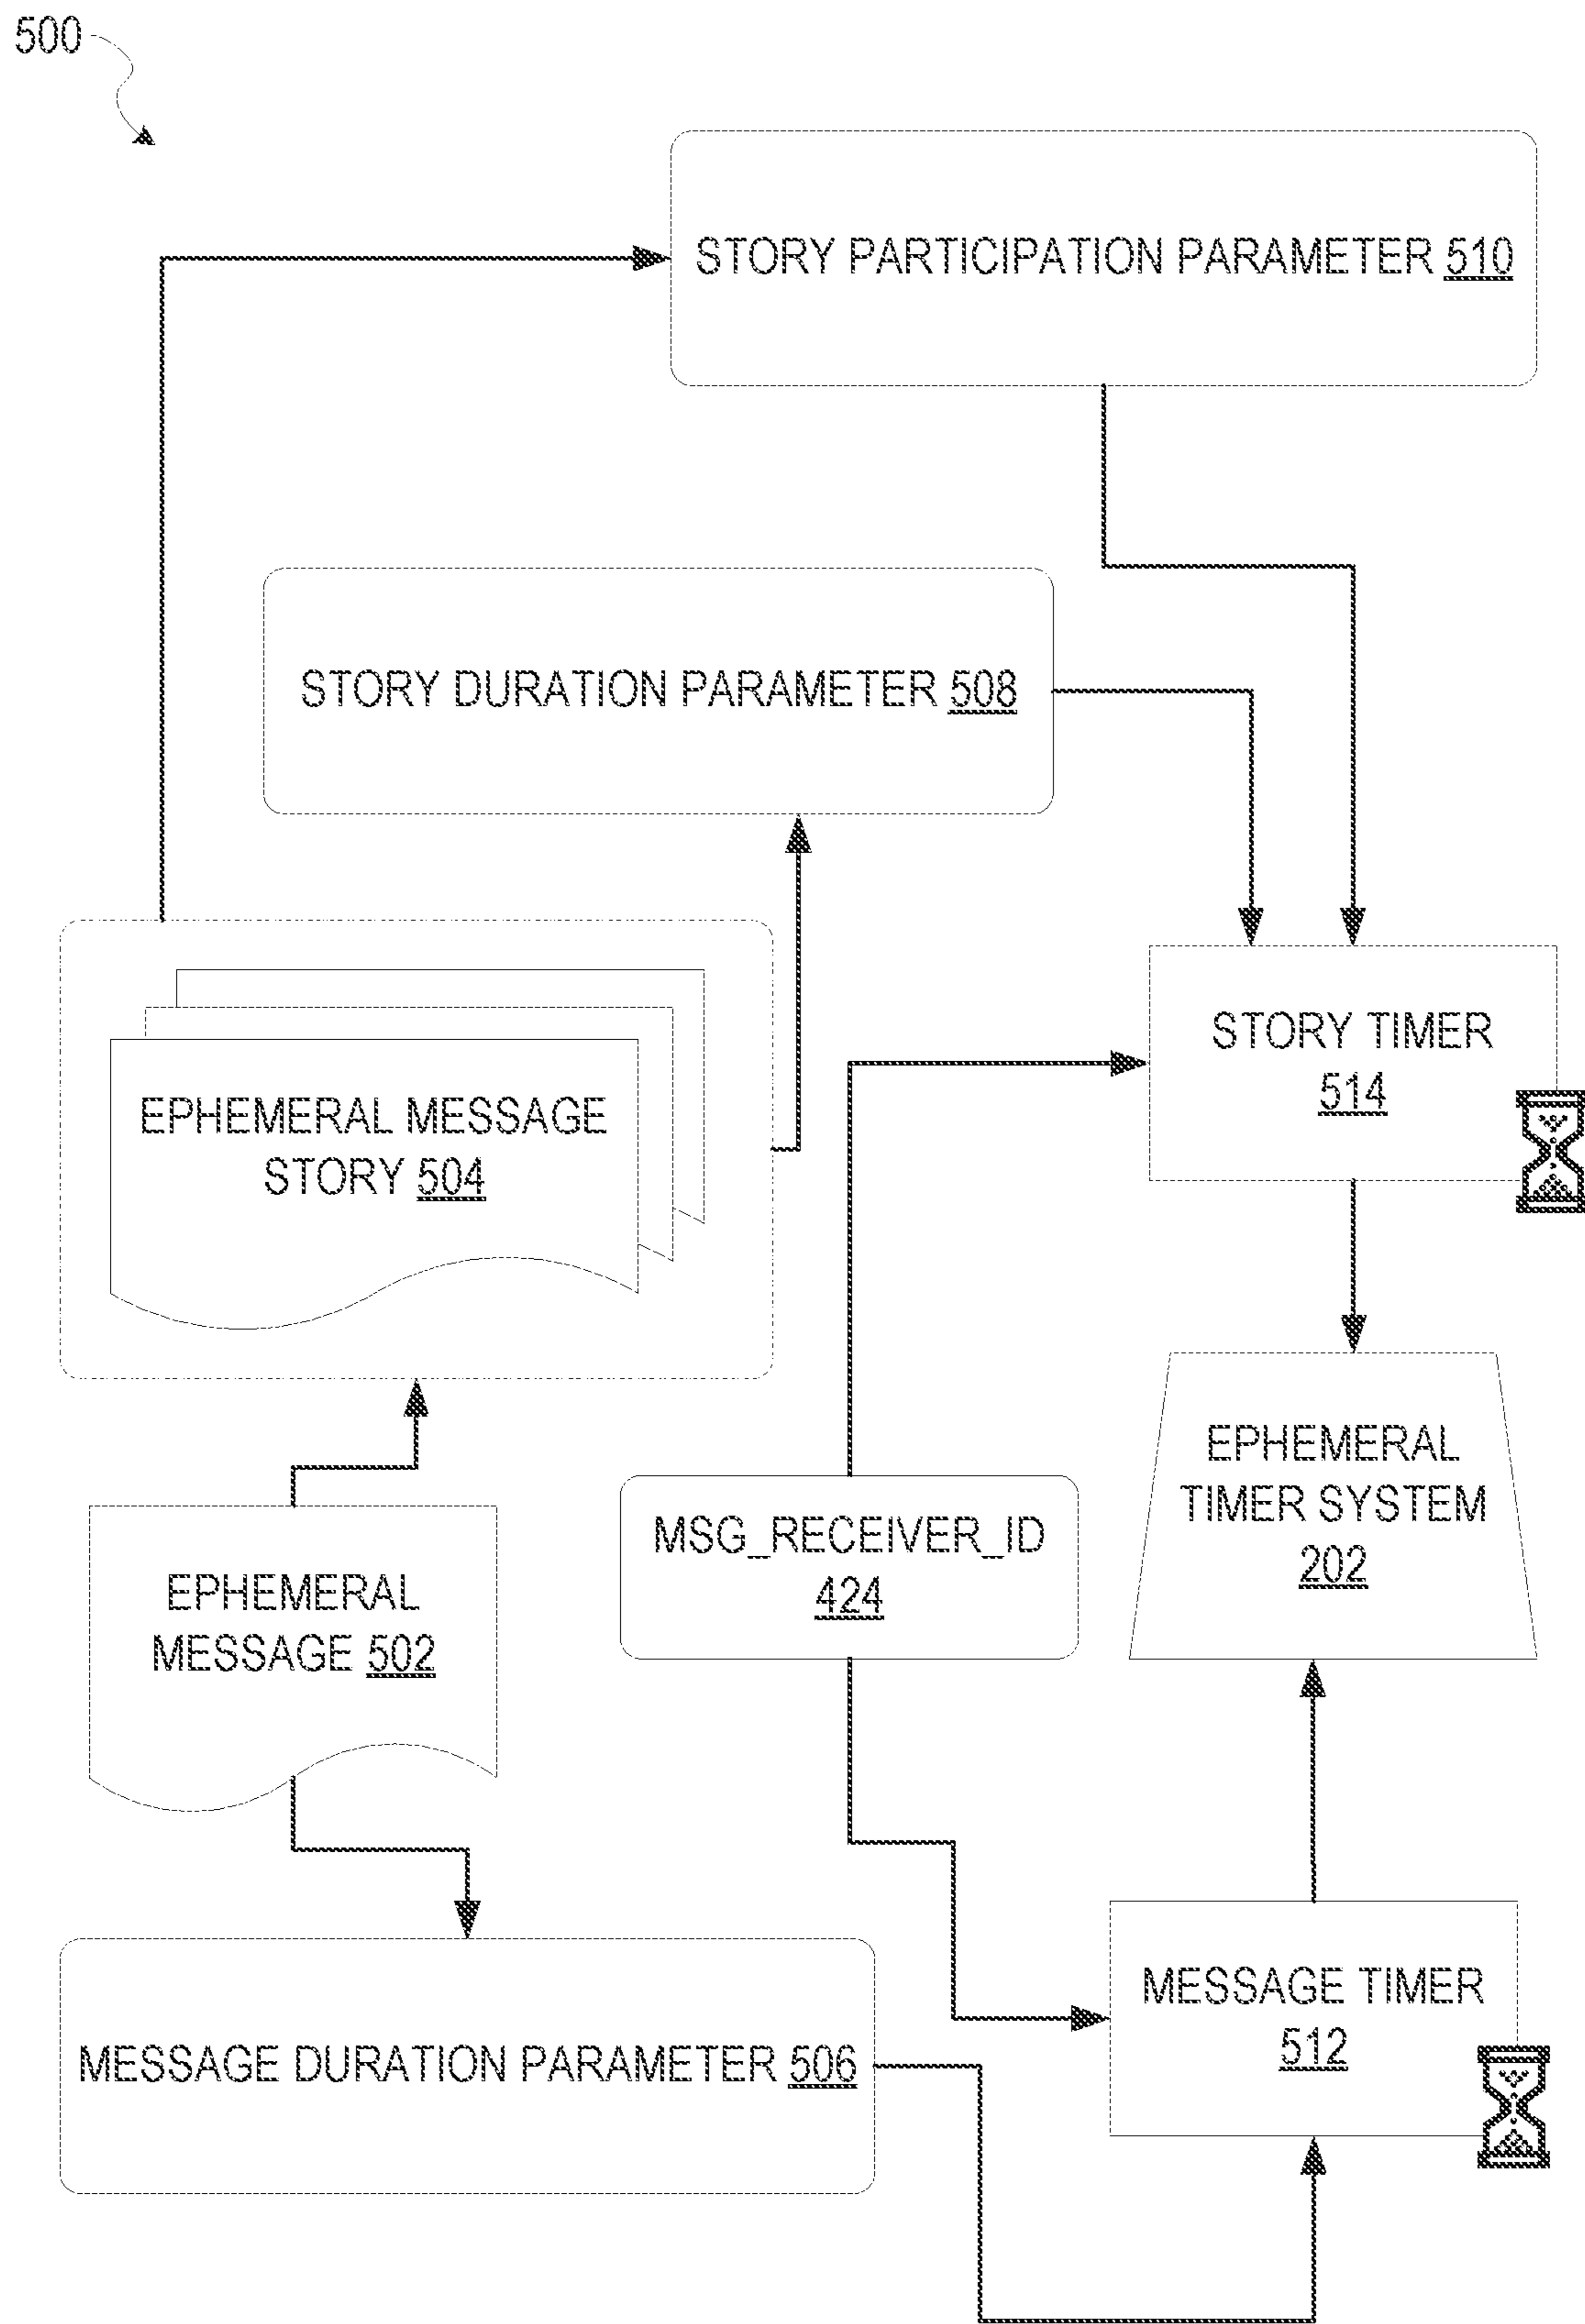 500
STORY PARTICIPATION PARAMETER 510
STORY DURATION PARAMETER 508
STORY TIMER
514
EPHEMERAL MESSAGE
STORY 504
EPHEMERAL
TIMER SYSTEM
202
MSG_RECEIVER_ID
424
EPHEMERAL
MESSAGE 502
MESSAGE TIMER
512
MESSAGE DURATION PARAMETER 506